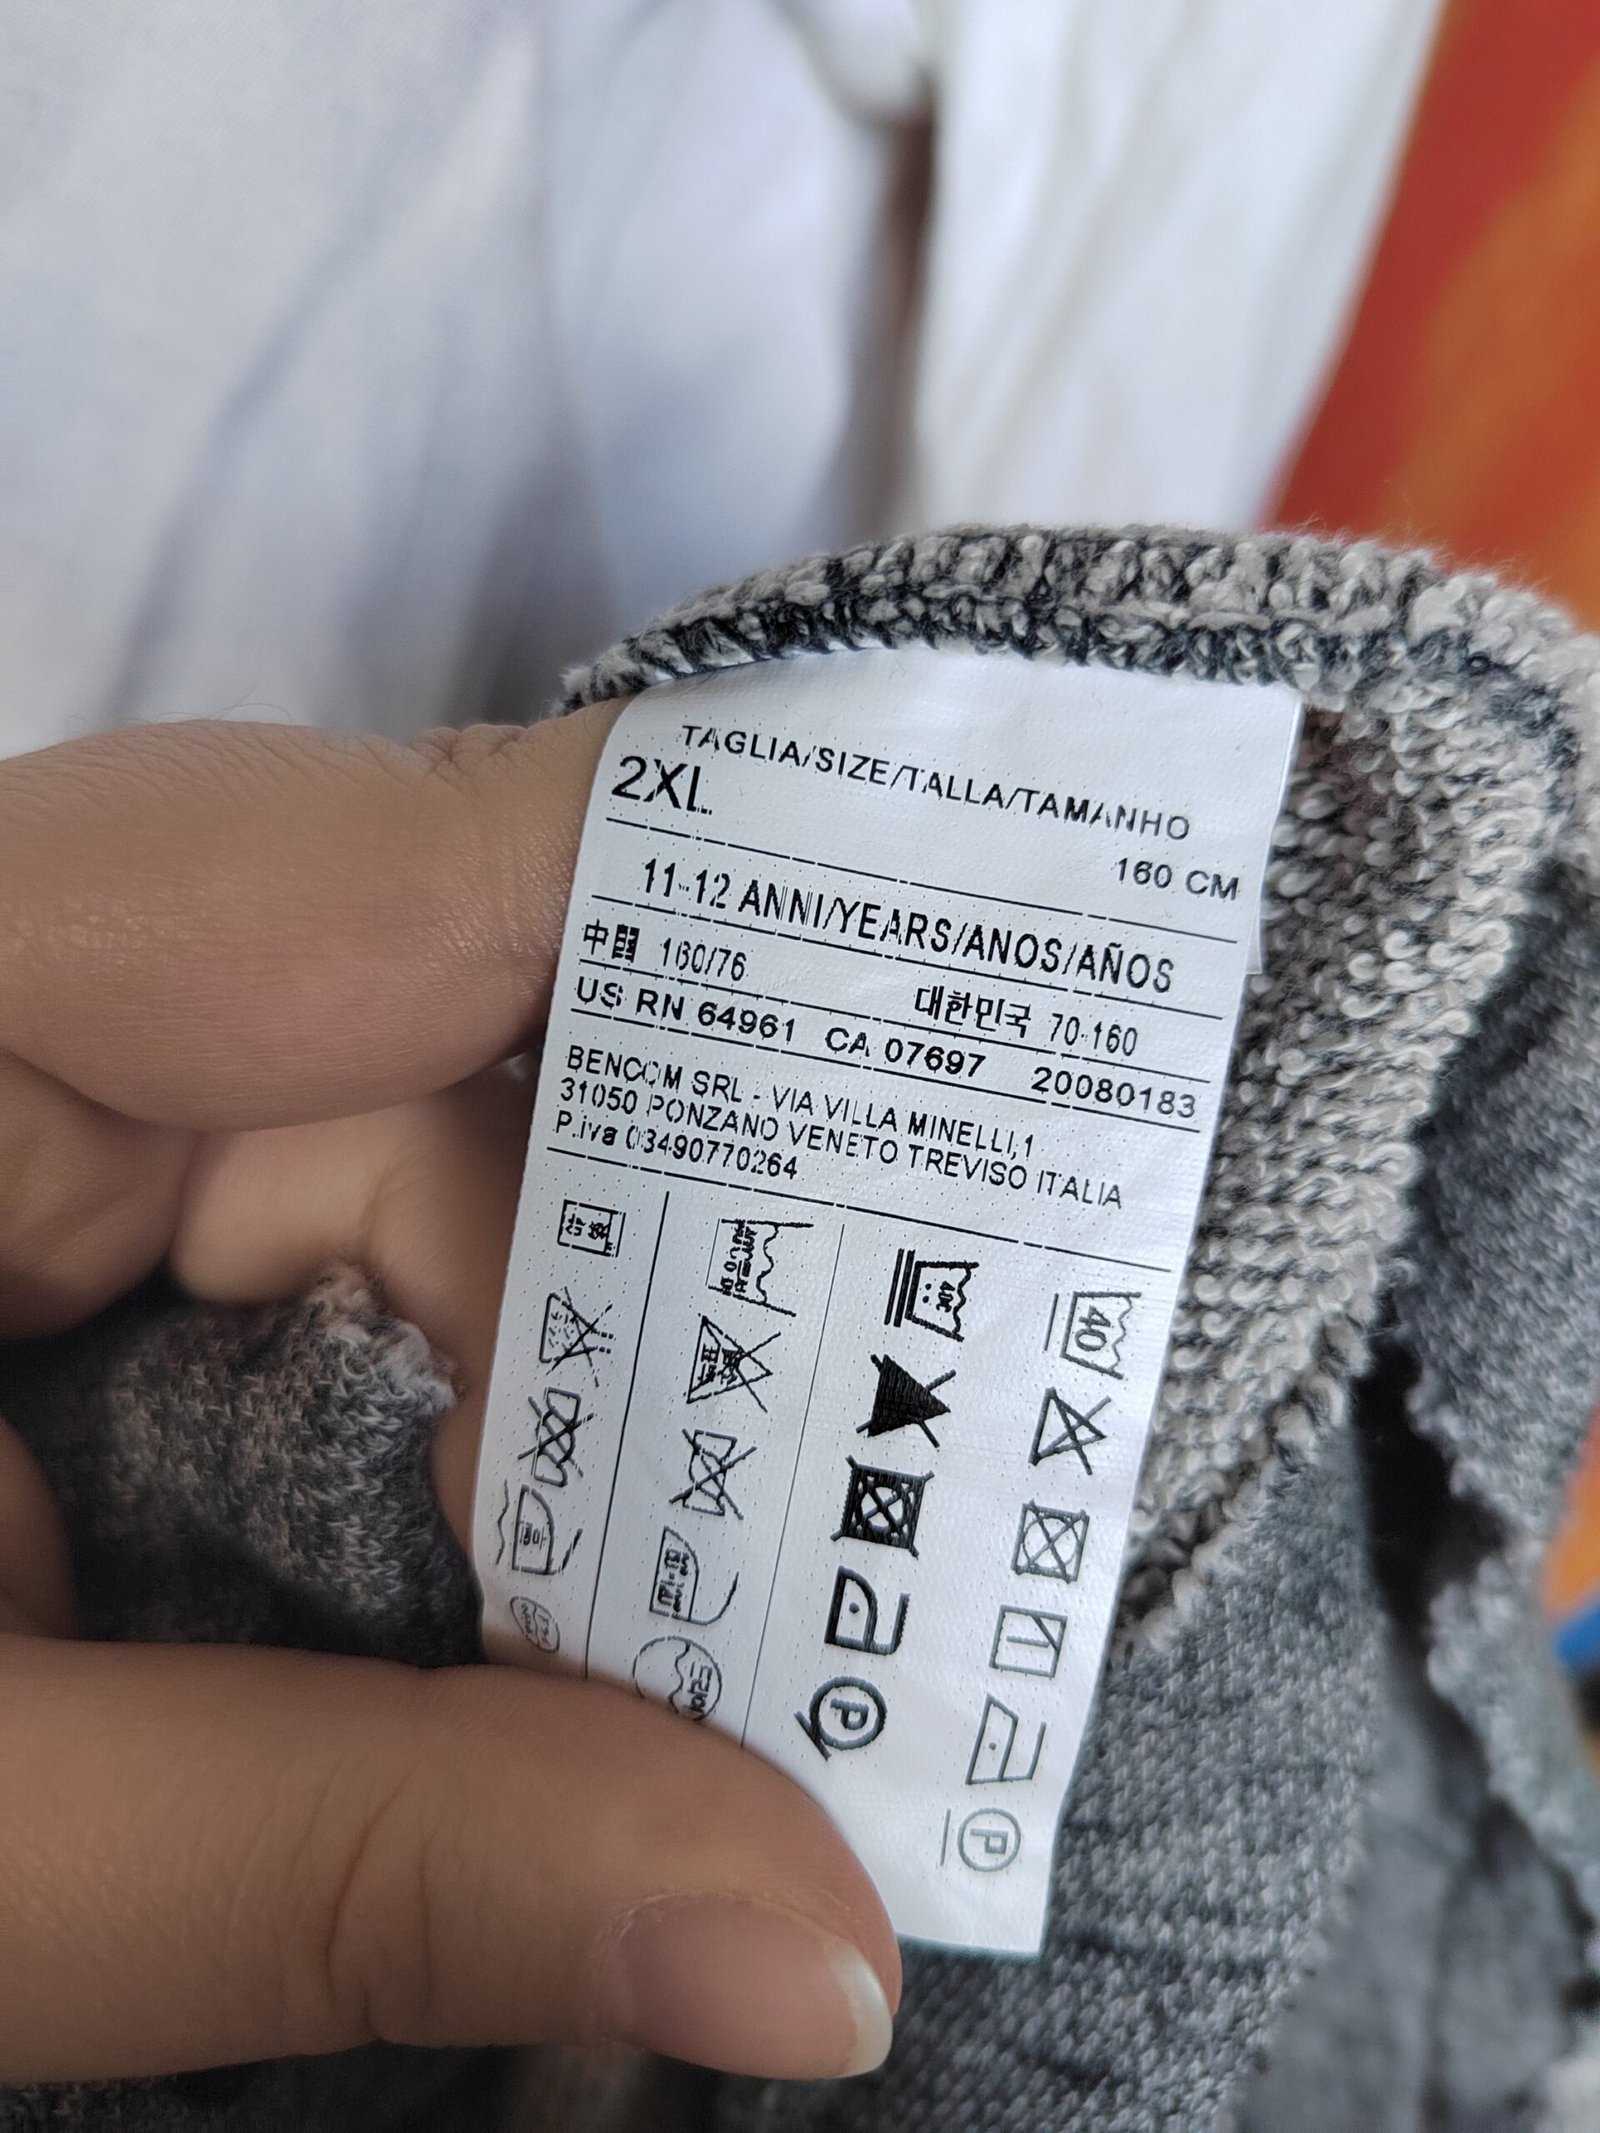 TAGLIA/SIZE/TALLA/TAMANHO
2XL
160 CM
11-12 ANNI/YEARS/ANOS/AÑOS
中国 160/76 대한민국 70-160
US RN 64961 CA 07697 20080183
BENCOM SRL - VIA VILLA MINELLI,1
31050 PONZANO VENETO TREVISO ITALIA
P.iva 03490770264
40
P
P